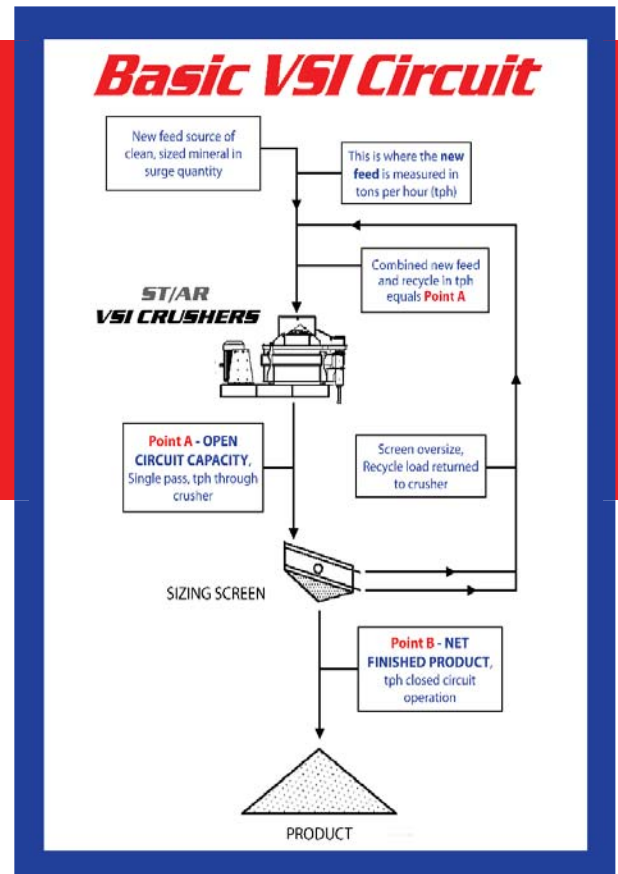 Basic VSI Circuit
New feed source of
clean, sized mineral in
surge quantity
This is where the new
feed is measured in
tons per hour (tph)
Combined new feed
and recycle in tph
equals Point A
ST/AR
VSI CRUSHERS
Point A - OPEN
CIRCUIT CAPACITY,
Single pass, tph through
crusher
Screen oversize,
Recycle load returned
to crusher
SIZING SCREEN
Point B - NET
FINISHED PRODUCT,
tph closed circuit
operation
PRODUCT